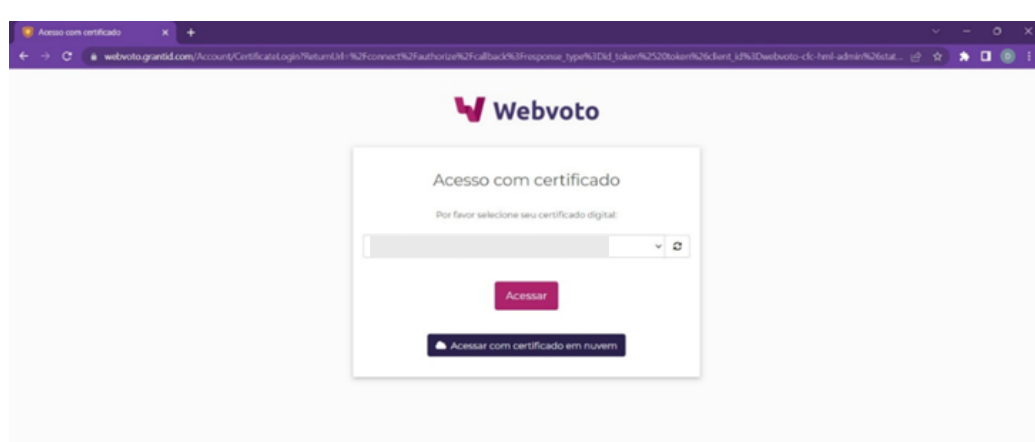 Acesso com certificado
webvoto.grantid.com/Account/CertificateLogin?ReturnUrl=%2Fconnect%2Fauthorize%2Fcallback%3Fresponse_type%3Did_token%2520token%26client_id%3Dwebvoto-cfc-hml-admin%26stat...
Webvoto
Acesso com certificado
Por favor selecione seu certificado digital:
Acessar
Acessar com certificado em nuvem